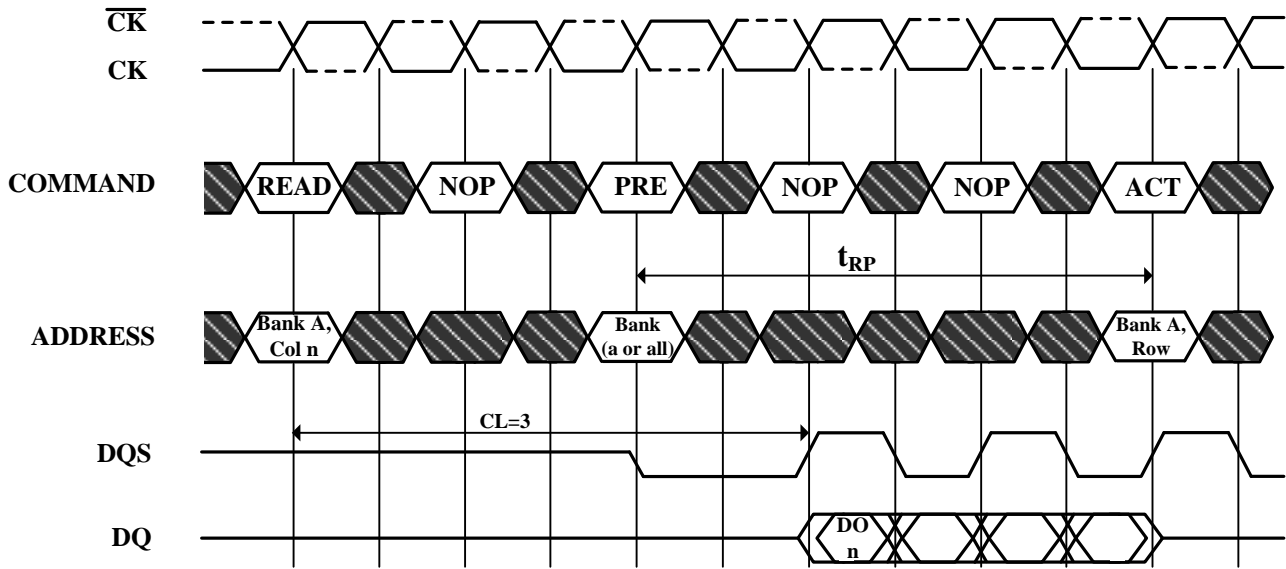 CK
CK
COMMAND
READ
NOP
PRE
NOP
NOP
ACT
tRP
ADDRESS
Bank A,
Col n
Bank
(a or all)
Bank A,
Row
CL=3
DQS
DQ
DO
n